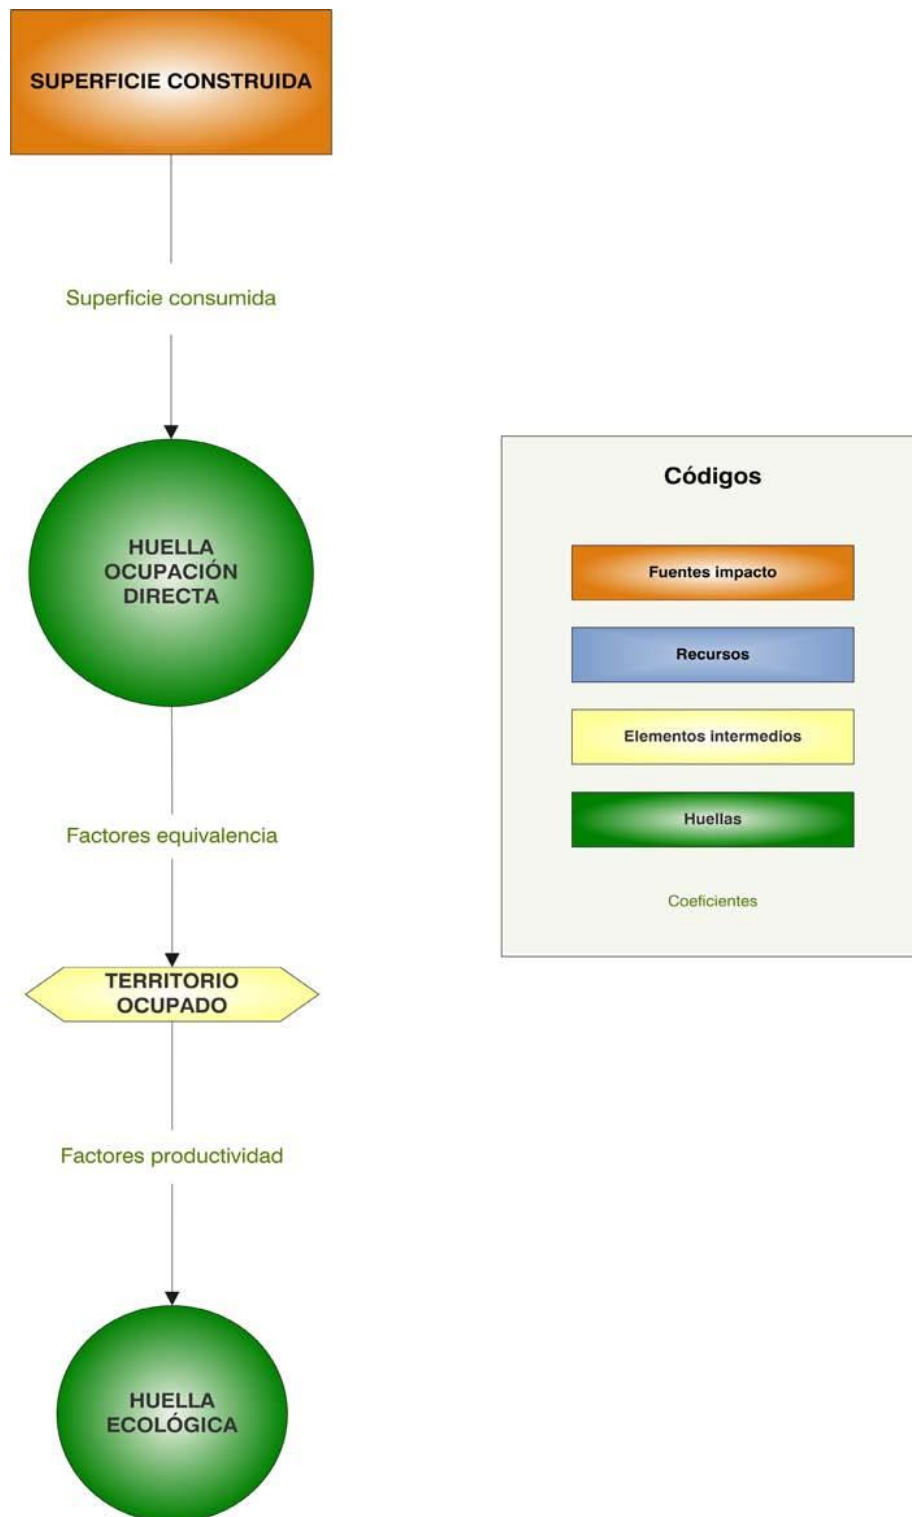 SUPERFICIE CONSTRUIDA
Superficie consumida
HUELLA
OCUPACIÓN
DIRECTA
Factores equivalencia
TERRITORIO
OCUPADO
Factores productividad
HUELLA
ECOLÓGICA
Códigos
Fuentes impacto
Recursos
Elementos intermedios
Huellas
Coeficientes